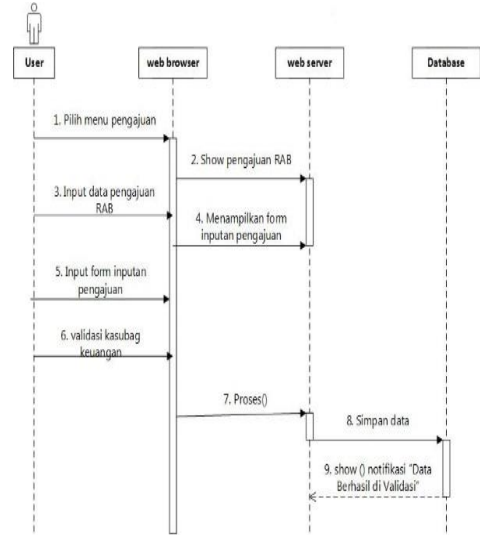 User
web browser
web server
Database
1. Pilih menu pengajuan
2. Show pengajuan RAB
3. Input data pengajuan
RAB
4. Menampilkan form
inputan pengajuan
5. Input form inputan
pengajuan
6. validasi kasubag
keuangan
7. Proses()
8. Simpan data
9. show () notifikasi "Data
Berhasil di Validasi"